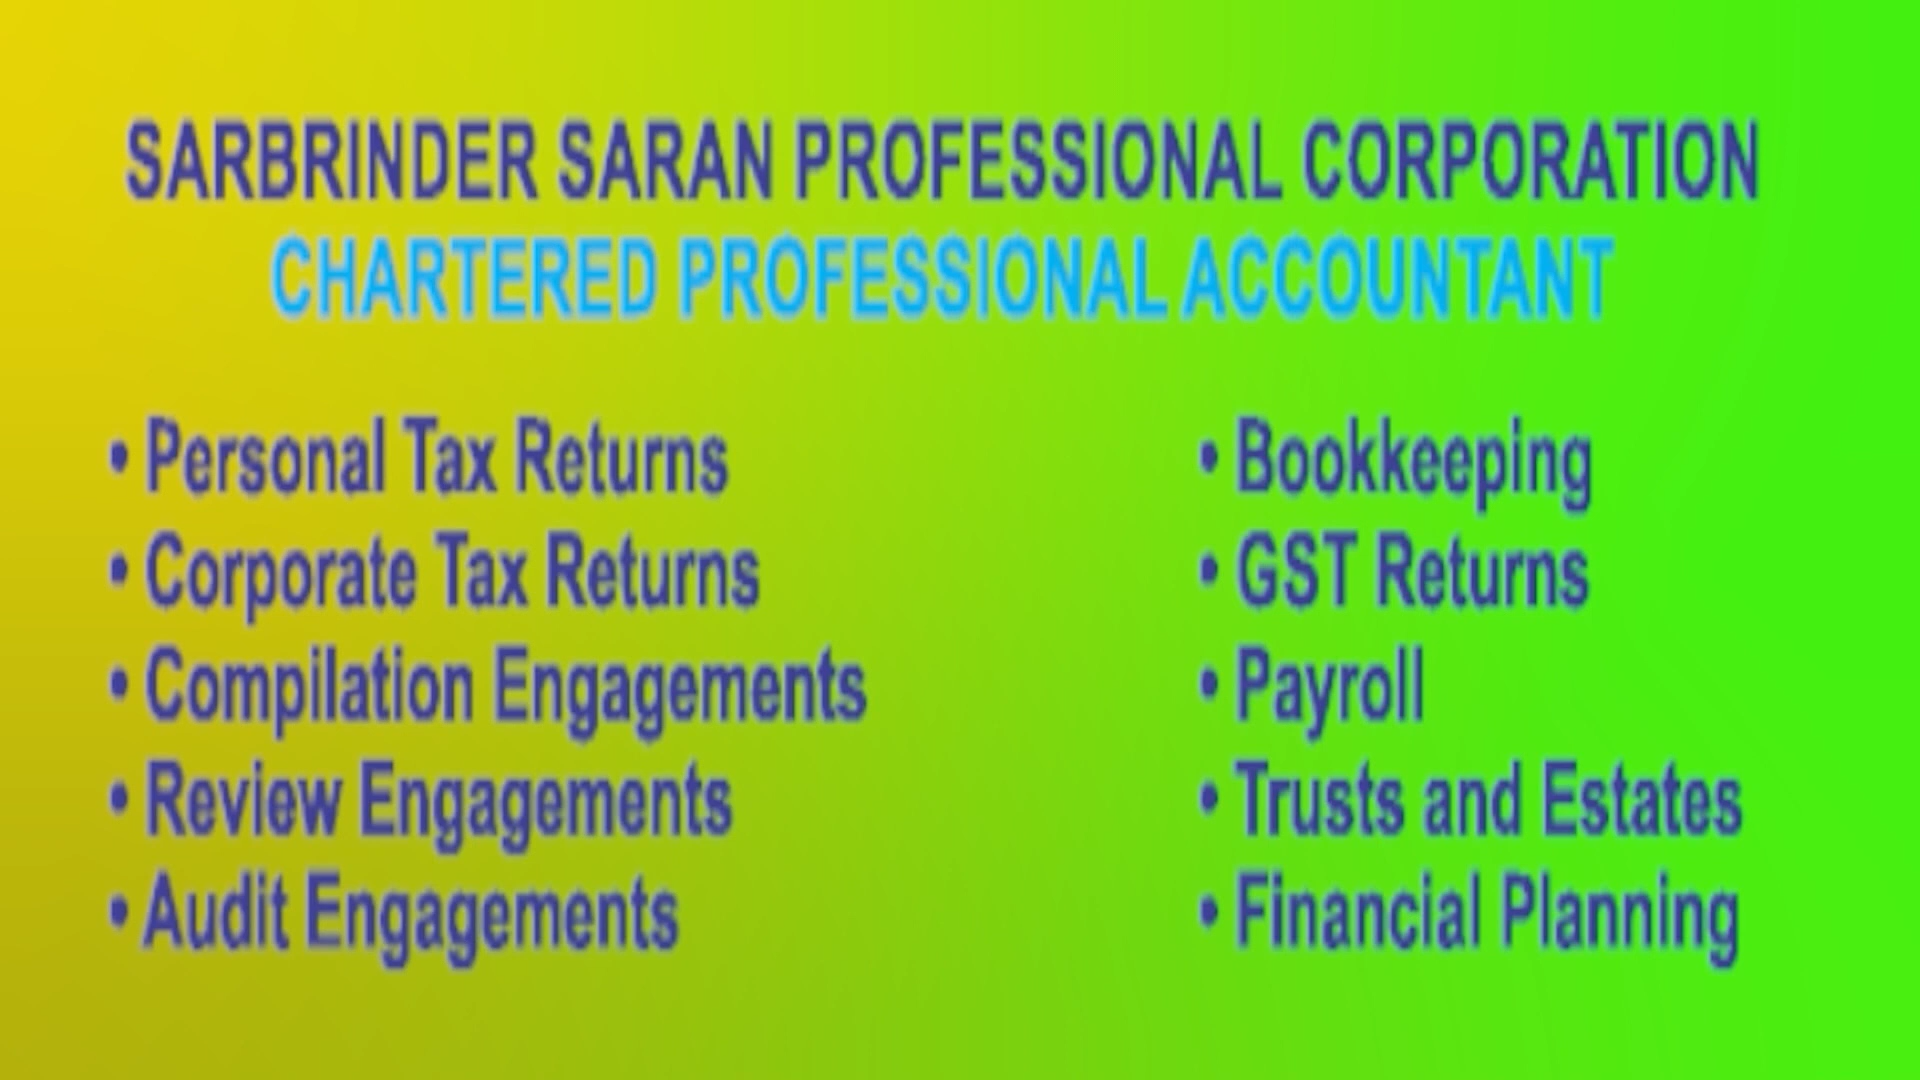 SARBRINDER SARAN PROFESSIONAL CORPORATION
CHARTERED PROFESSIONAL ACCOUNTANT
• Personal Tax Returns
• Corporate Tax Returns
• Compilation Engagements
• Review Engagements
• Audit Engagements
• Bookkeeping
• GST Returns
• Payroll
• Trusts and Estates
• Financial Planning